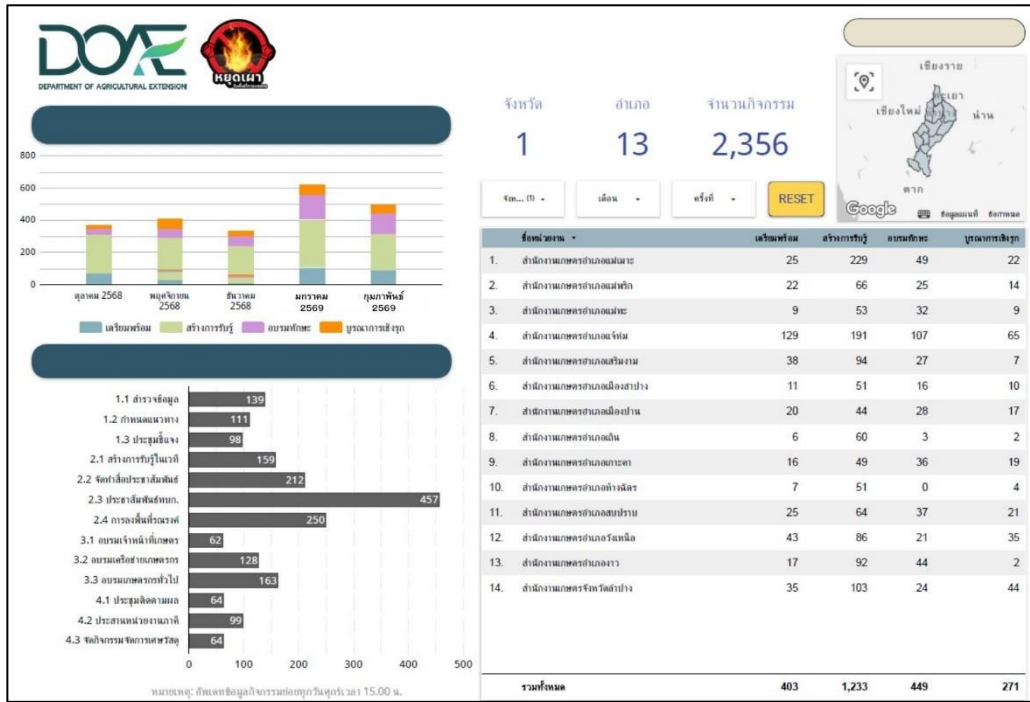 DOAE
DEPARTMENT OF AGRICULTURAL EXTENSION
หยุดเผา
800
600
400
200
0
ตุลาคม 2568
พฤศจิกายน 2568
ธันวาคม 2568
มกราคม 2569
กุมภาพันธ์ 2569
เตรียมพร้อม สร้างการรับรู้ อบรมทักษะ บูรณาการเชิงรุก
1.1 สำรวจข้อมูล 139
1.2 กำหนดแนวทาง 111
1.3 ประชุมชี้แจง 98
2.1 สร้างการรับรู้ในเวที 159
2.2 จัดทำสื่อประชาสัมพันธ์ 212
2.3 ประชาสัมพันธ์ทบก. 457
2.4 การลงพื้นที่รณรงค์ 250
3.1 อบรมเจ้าหน้าที่เกษตร 62
3.2 อบรมเครือข่ายเกษตรกร 128
3.3 อบรมเกษตรกรทั่วไป 163
4.1 ประชุมติดตามผล 64
4.2 ประสานหน่วยงานภาคี 99
4.3 จัดกิจกรรมจัดการเศษวัสดุ 64
0 100 200 300 400 500
หมายเหตุ: อัพเดทข้อมูลกิจกรรมย่อยทุกวันศุกร์เวลา 15.00 น.
จังหวัด อำเภอ จำนวนกิจกรรม
1 13 2,356
จังห... (1) เดือน ครั้งที่ RESET
เชียงราย
พะเยา
เชียงใหม่ ลำปาง น่าน
ตาก
Google ข้อมูลแผนที่ ข้อกำหนด
ชื่อหน่วยงาน เตรียมพร้อม สร้างการรับรู้ อบรมทักษะ บูรณาการเชิงรุก
1. สำนักงานเกษตรอำเภอแม่เมาะ 25 229 49 22
2. สำนักงานเกษตรอำเภอแม่พริก 22 66 25 14
3. สำนักงานเกษตรอำเภอแม่ทะ 9 53 32 9
4. สำนักงานเกษตรอำเภอแจ้ห่ม 129 191 107 65
5. สำนักงานเกษตรอำเภอเสริมงาม 38 94 27 7
6. สำนักงานเกษตรอำเภอเมืองลำปาง 11 51 16 10
7. สำนักงานเกษตรอำเภอเมืองปาน 20 44 28 17
8. สำนักงานเกษตรอำเภอเถิน 6 60 3 2
9. สำนักงานเกษตรอำเภอเกาะคา 16 49 36 19
10. สำนักงานเกษตรอำเภอห้างฉัตร 7 51 0 4
11. สำนักงานเกษตรอำเภอสบปราบ 25 64 37 21
12. สำนักงานเกษตรอำเภอวังเหนือ 43 86 21 35
13. สำนักงานเกษตรอำเภองาว 17 92 44 2
14. สำนักงานเกษตรจังหวัดลำปาง 35 103 24 44
รวมทั้งหมด 403 1,233 449 271